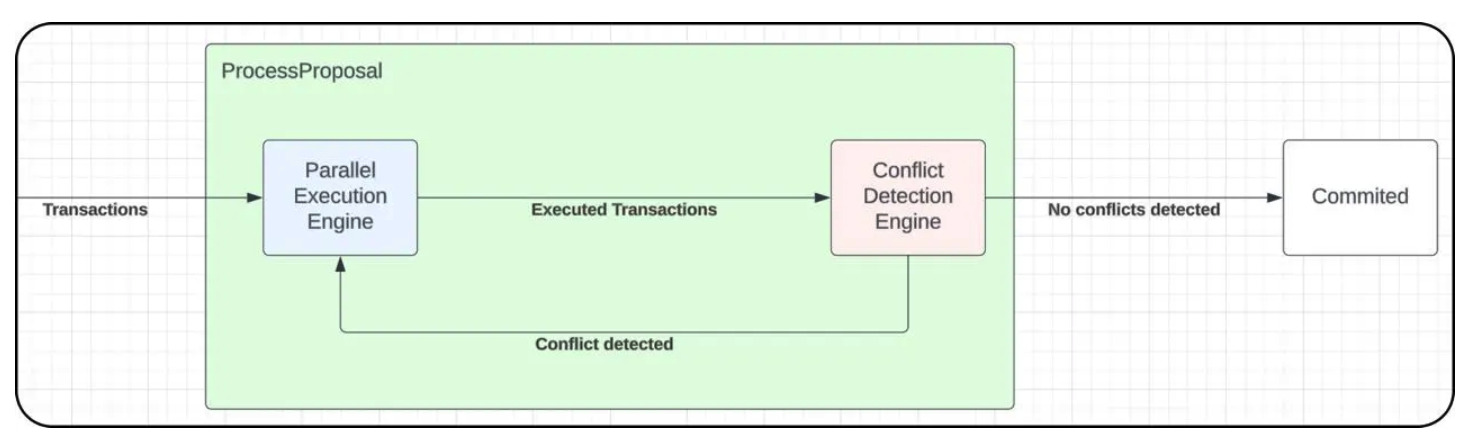 ProcessProposal
Parallel
Execution
Engine
Conflict
Detection
Engine
Commited
Transactions
Executed Transactions
No conflicts detected
Conflict detected